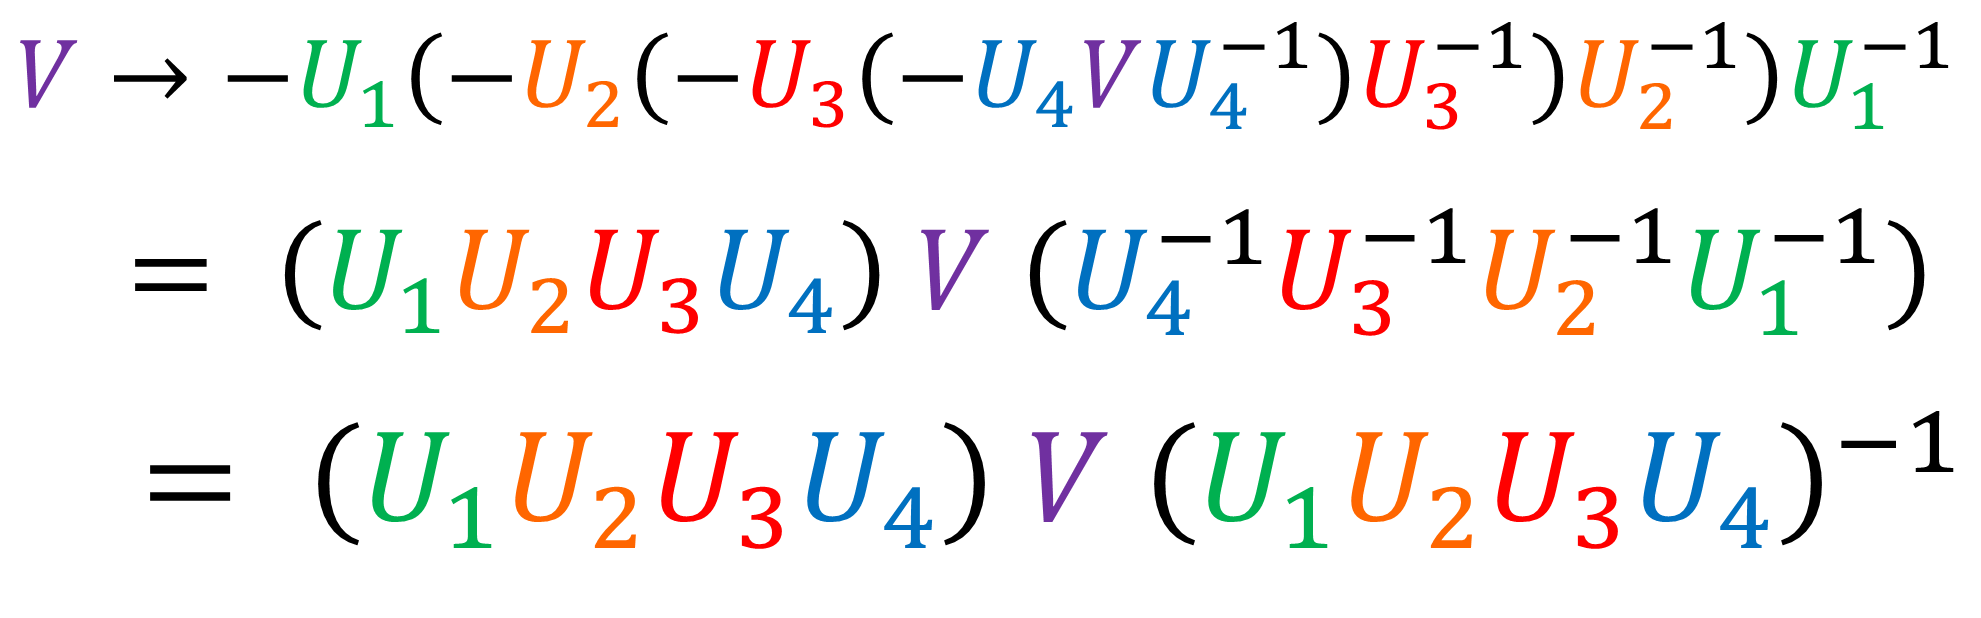 V → −U₁(−U₂(−U₃(−U₄VU₄⁻¹)U₃⁻¹)U₂⁻¹)U₁⁻¹
= (U₁U₂U₃U₄) V (U₄⁻¹U₃⁻¹U₂⁻¹U₁⁻¹)
= (U₁U₂U₃U₄) V (U₁U₂U₃U₄)⁻¹